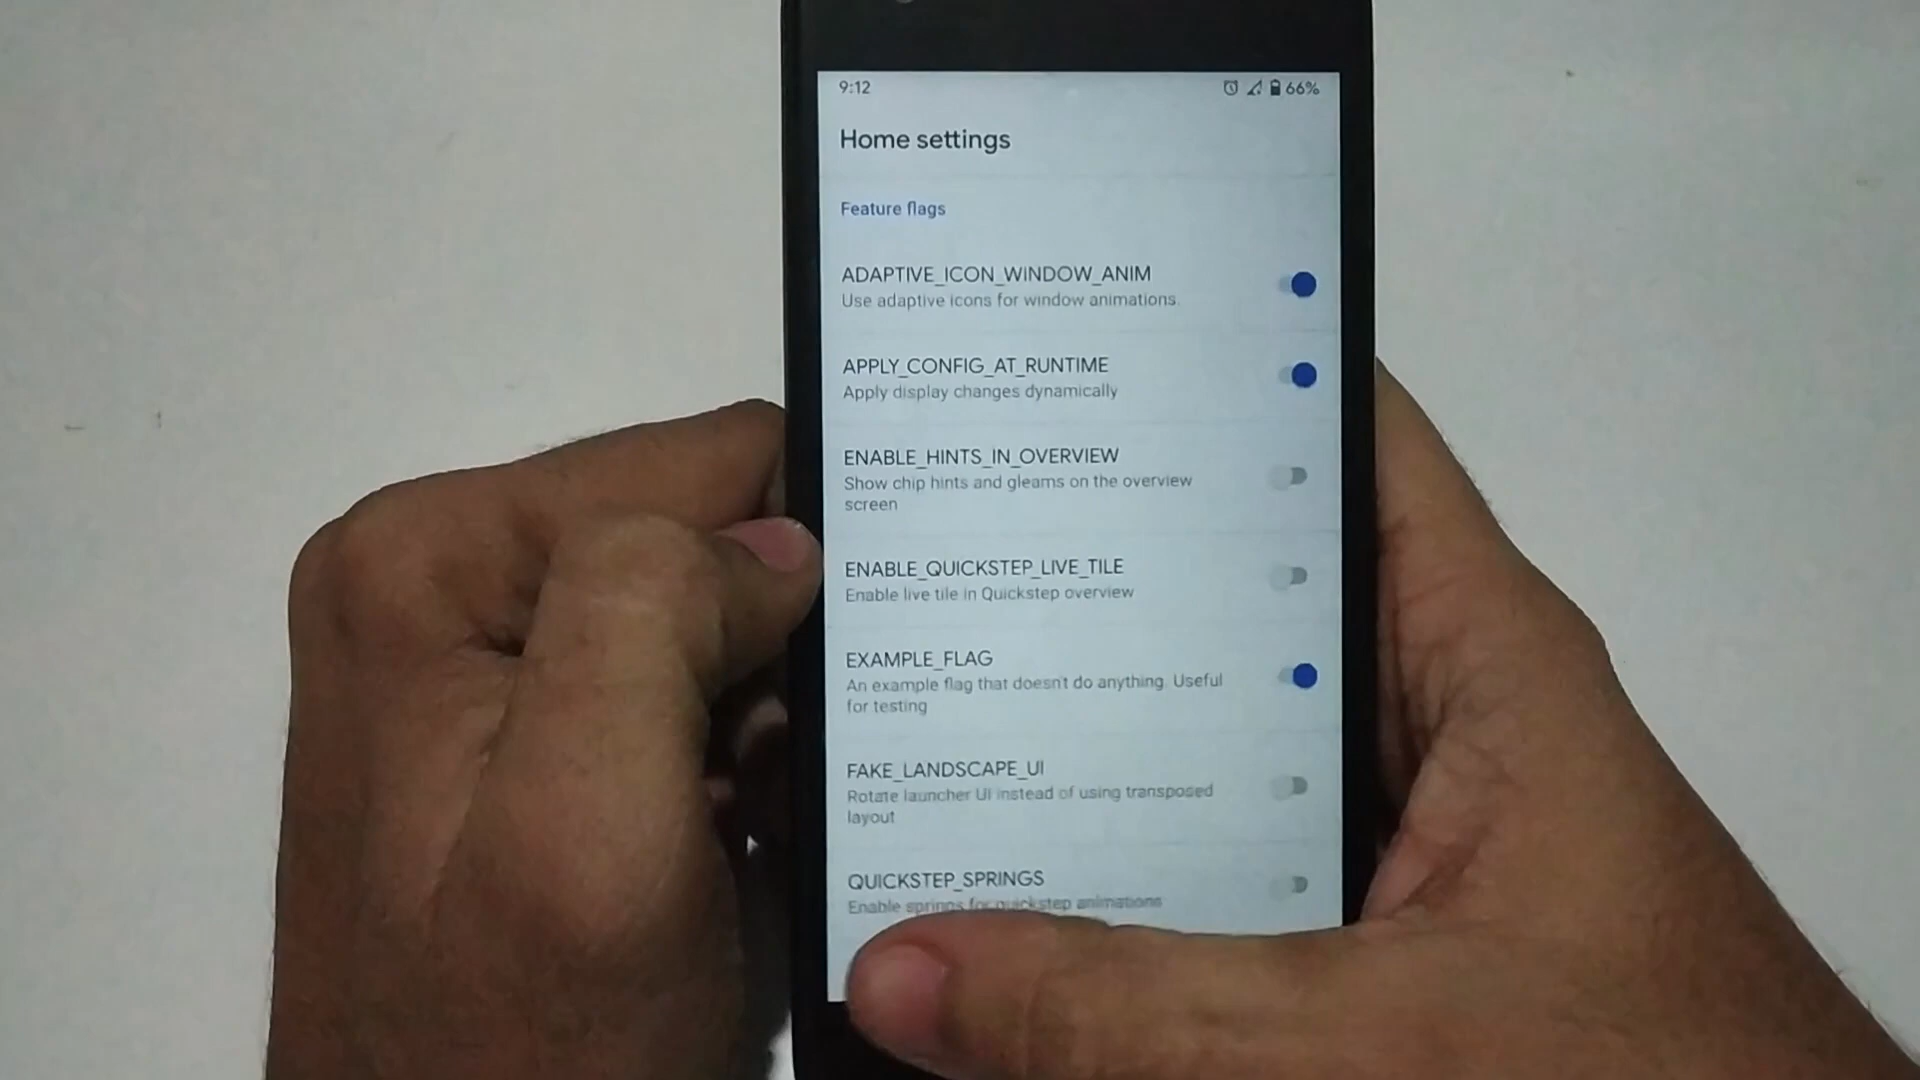 9:12
66%
Home settings
Feature flags
ADAPTIVE_ICON_WINDOW_ANIM
Use adaptive icons for window animations.
APPLY_CONFIG_AT_RUNTIME
Apply display changes dynamically
ENABLE_HINTS_IN_OVERVIEW
Show chip hints and gleams on the overview
screen
ENABLE_QUICKSTEP_LIVE_TILE
Enable live tile in Quickstep overview
EXAMPLE_FLAG
An example flag that doesn't do anything. Useful
for testing
FAKE_LANDSCAPE_UI
Rotate launcher UI instead of using transposed
layout
QUICKSTEP_SPRINGS
Enable springs for quickstep animations